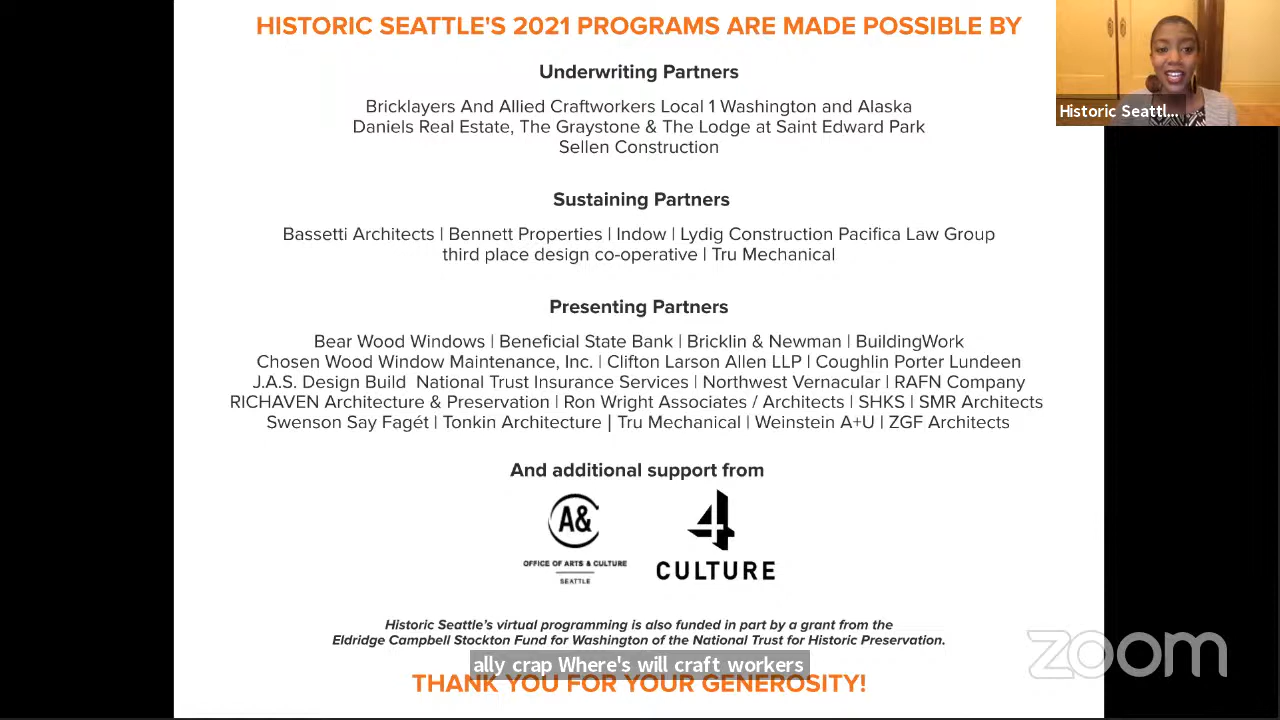 HISTORIC SEATTLE'S 2021 PROGRAMS ARE MADE POSSIBLE BY
Underwriting Partners
Bricklayers And Allied Craftworkers Local 1 Washington and Alaska
Daniels Real Estate, The Graystone & The Lodge at Saint Edward Park
Sellen Construction
Sustaining Partners
Bassetti Architects | Bennett Properties | Indow | Lydig Construction Pacifica Law Group
third place design co-operative | Tru Mechanical
Presenting Partners
Bear Wood Windows | Beneficial State Bank | Bricklin & Newman | BuildingWork
Chosen Wood Window Maintenance, Inc. | Clifton Larson Allen LLP | Coughlin Porter Lundeen
J.A.S. Design Build National Trust Insurance Services | Northwest Vernacular | RAFN Company
RICHAVEN Architecture & Preservation | Ron Wright Associates / Architects | SHKS | SMR Architects
Swenson Say Fagét | Tonkin Architecture | Tru Mechanical | Weinstein A+U | ZGF Architects
And additional support from
A&
OFFICE OF ARTS & CULTURE
SEATTLE
4
CULTURE
Historic Seattle's virtual programming is also funded in part by a grant from the
Eldridge Campbell Stockton Fund for Washington of the National Trust for Historic Preservation.
ally crap Where's will craft workers
THANK YOU FOR YOUR GENEROSITY!
Historic Seattl...
zoom